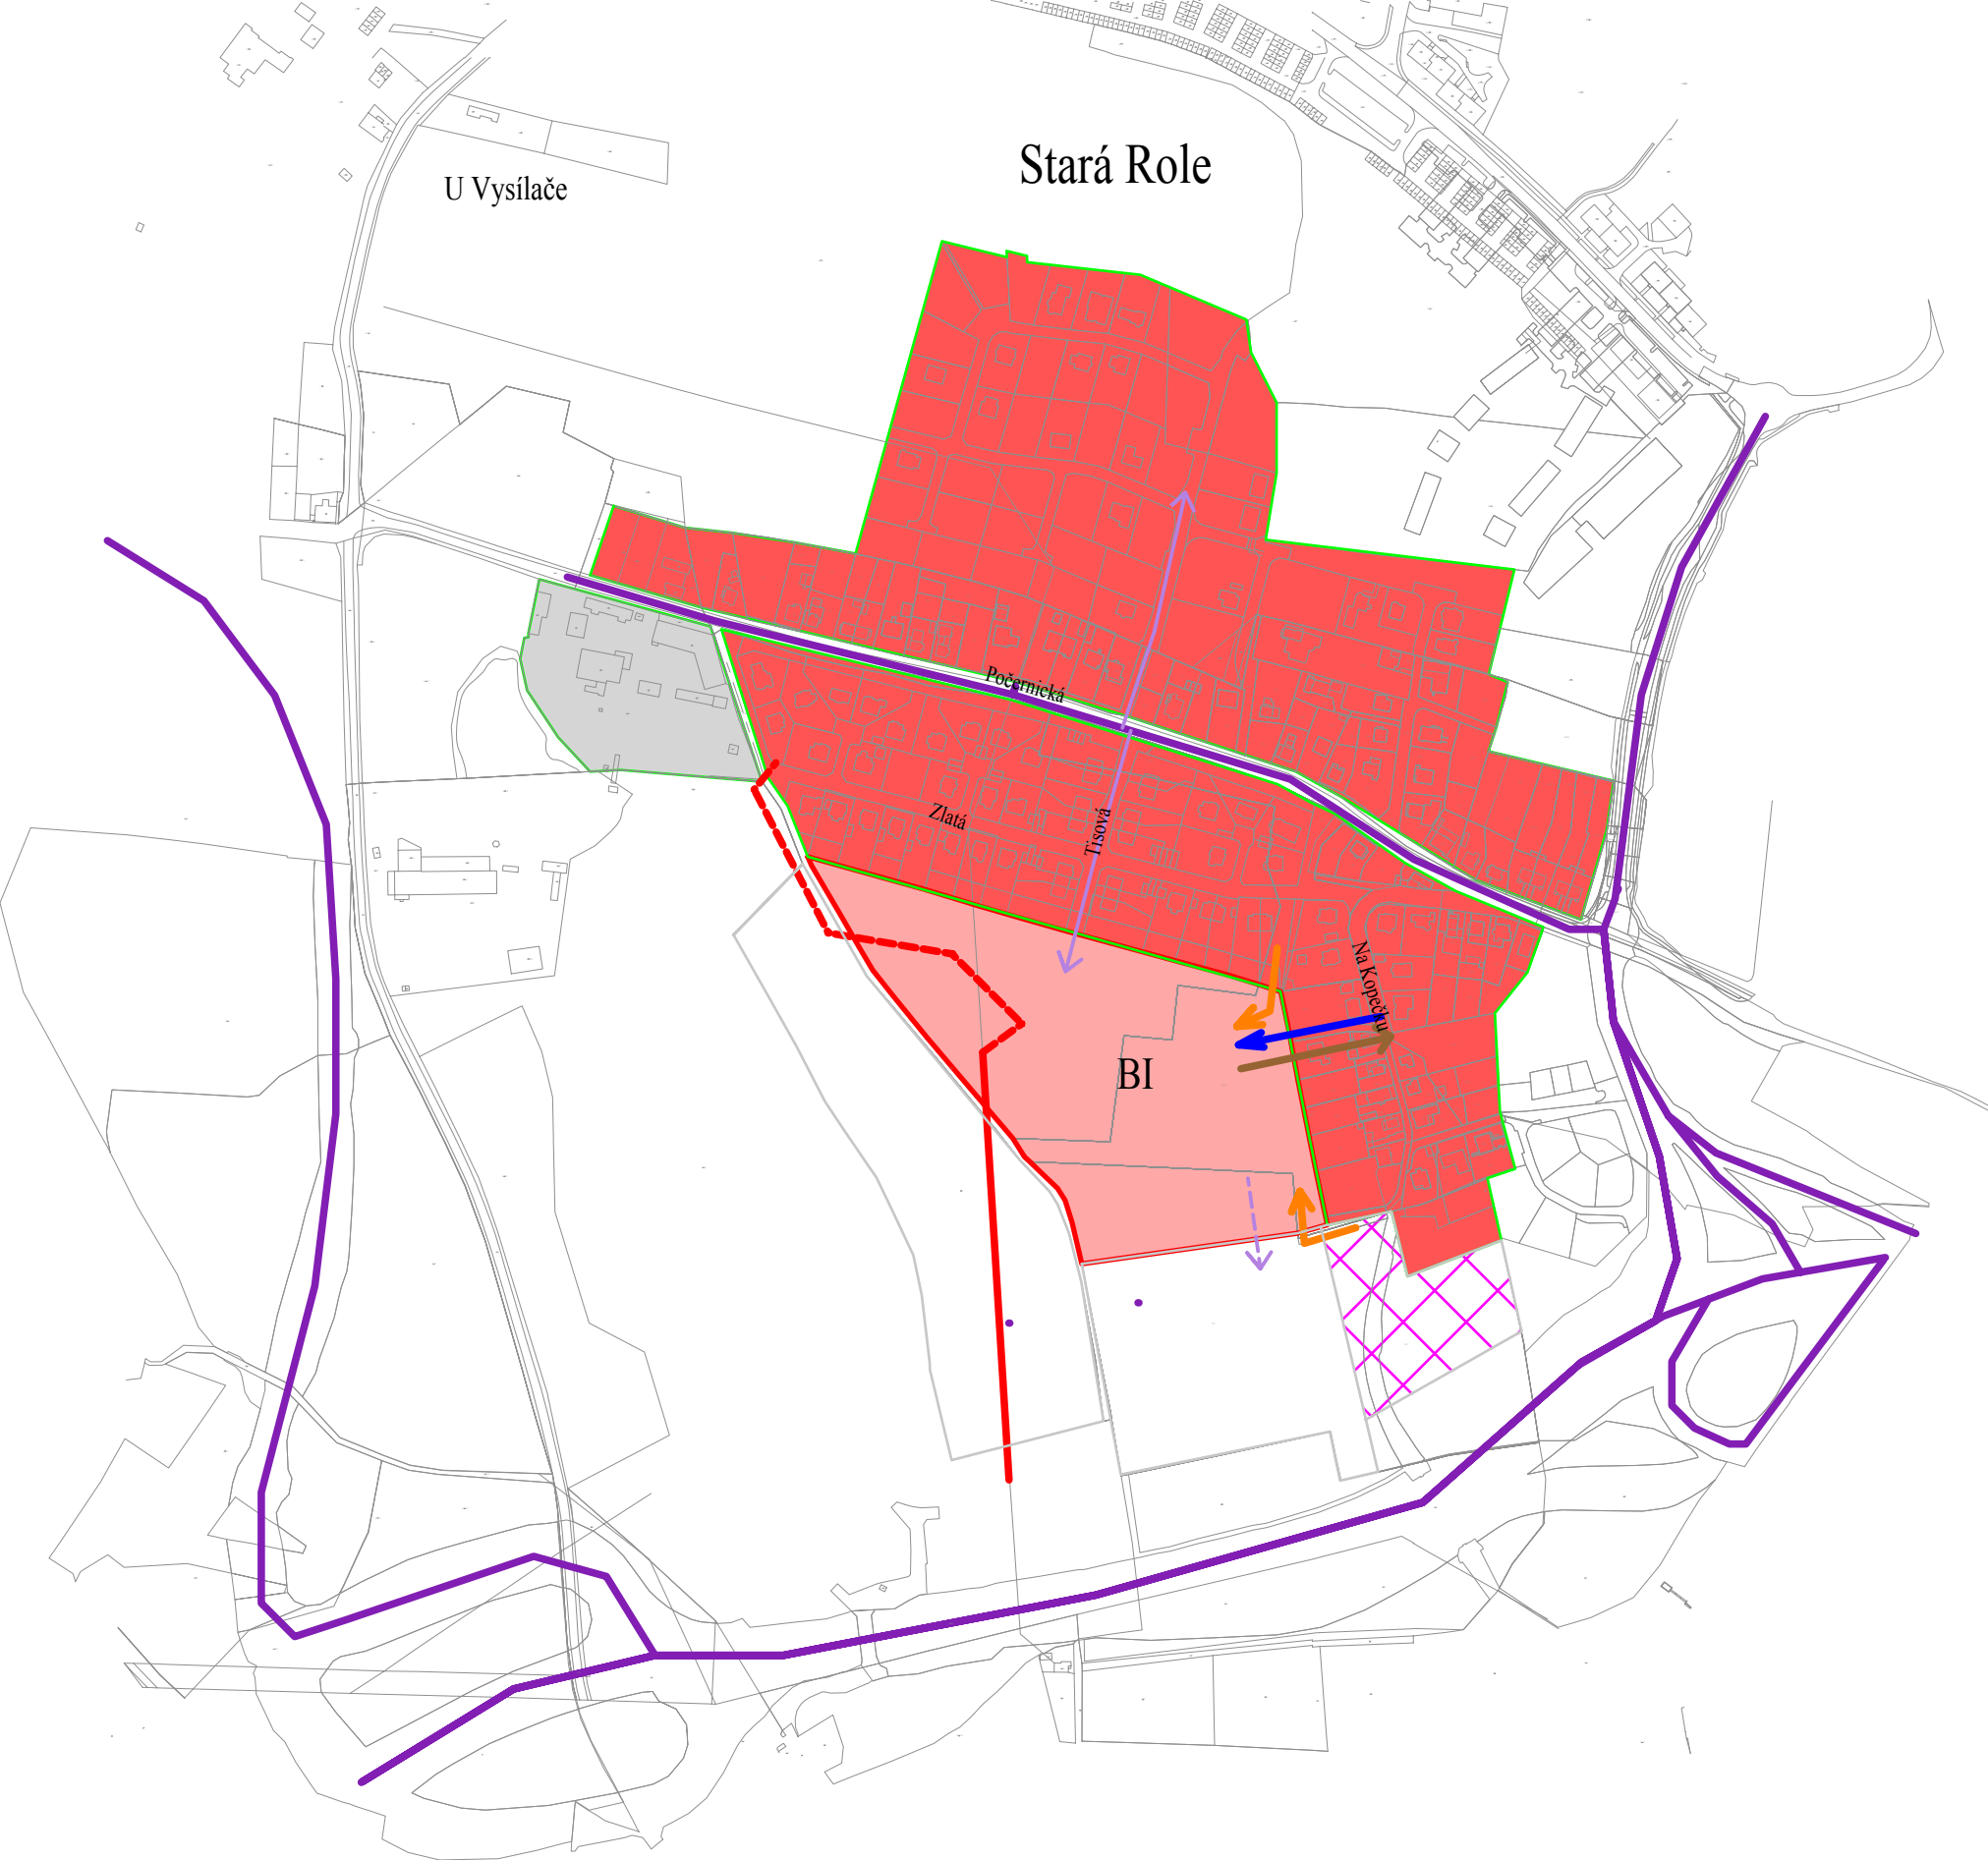 Stará Role
U Vysílače
Počernická
Zlatá
Tisová
Na Kopečku
BI